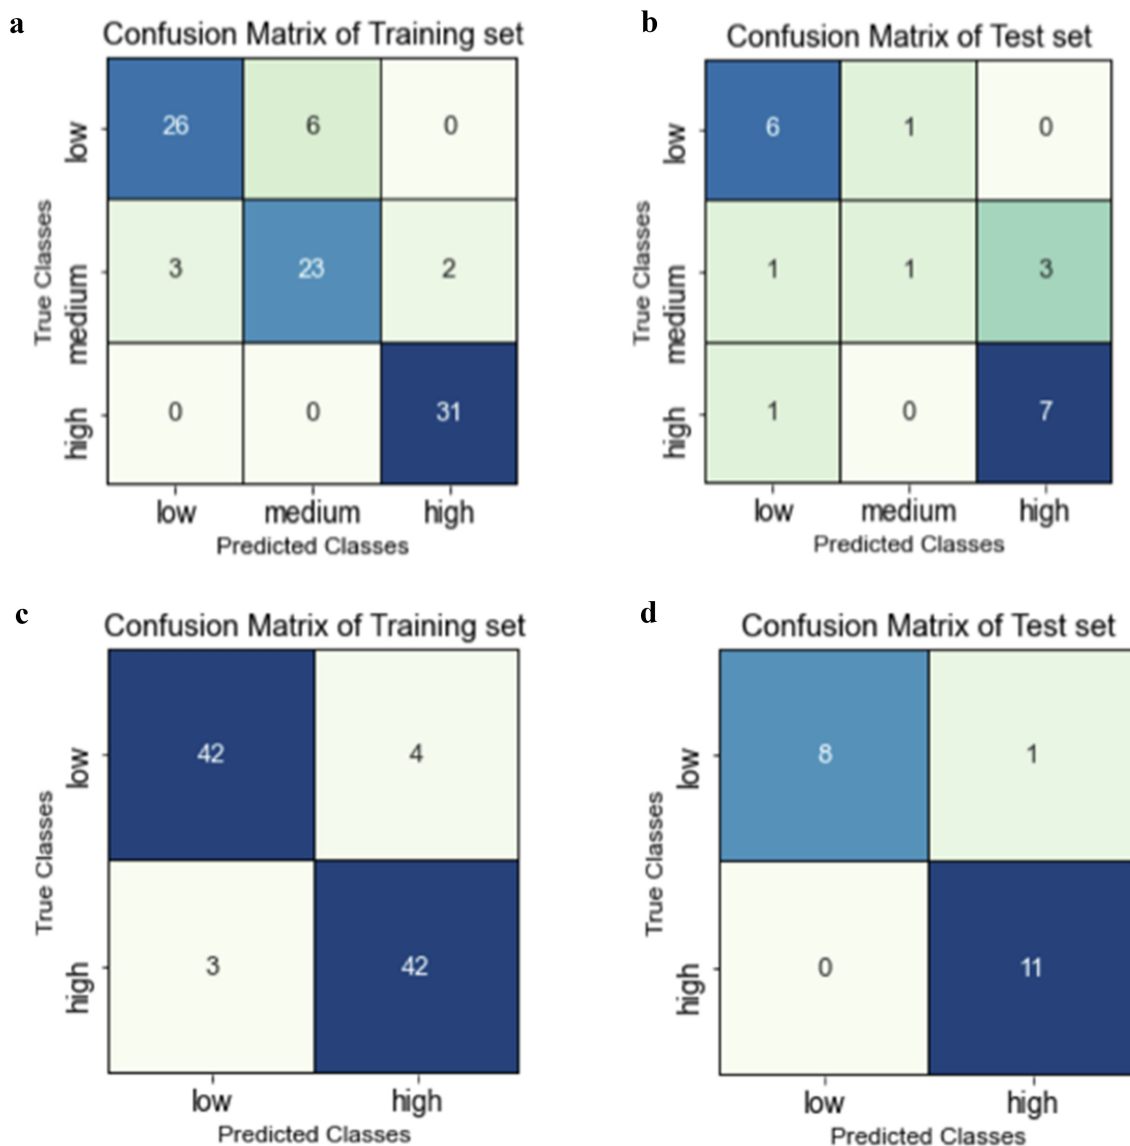 a
Confusion Matrix of Training set
True Classes
low
medium
high
26 6 0
3 23 2
0 0 31
low medium high
Predicted Classes
b
Confusion Matrix of Test set
True Classes
low
medium
high
6 1 0
1 1 3
1 0 7
low medium high
Predicted Classes
c
Confusion Matrix of Training set
True Classes
low
high
42 4
3 42
low high
Predicted Classes
d
Confusion Matrix of Test set
True Classes
low
high
8 1
0 11
low high
Predicted Classes